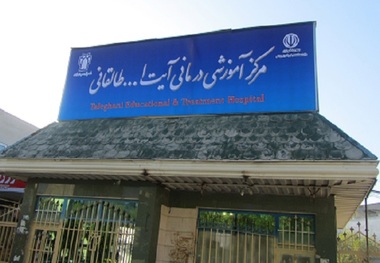 مرکز آموزشی درمانی آیت ا... طالقانی
Taleghani Educational & Treatment Hospital